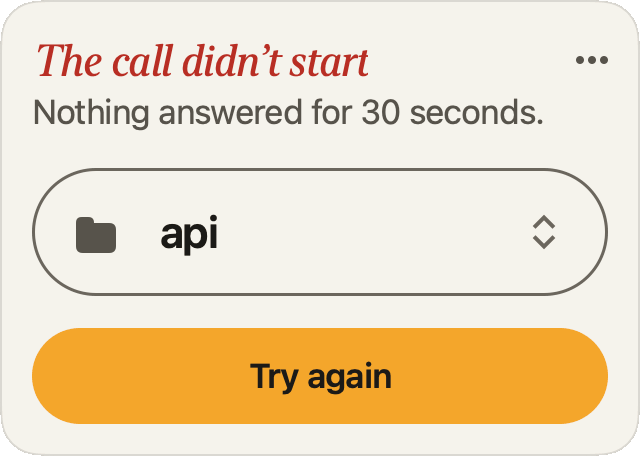 The call didn’t start
Nothing answered for 30 seconds.
api
Try again